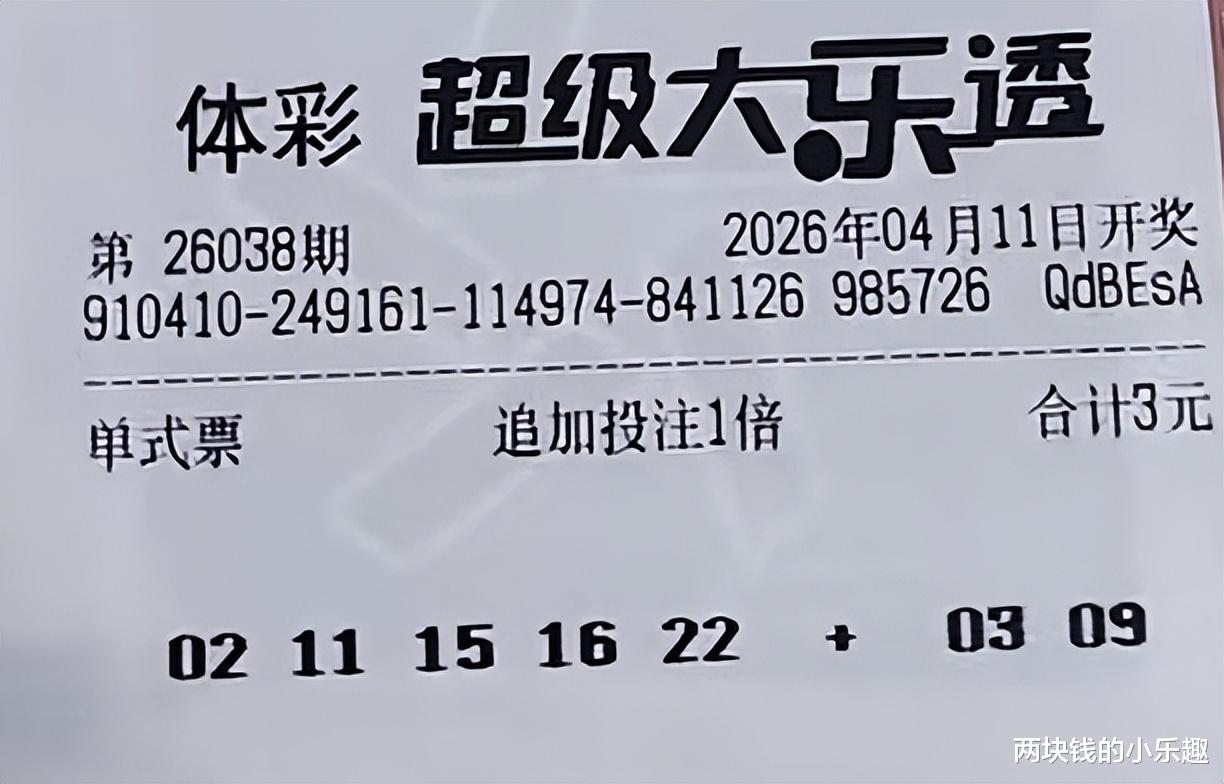 体彩 超级大乐透
第 26038期 2026年04月11日开奖
910410-249161-114974-841126 985726 QdBEsA
单式票 追加投注1倍 合计3元
02 11 15 16 22 + 03 09
两块钱的小乐趣